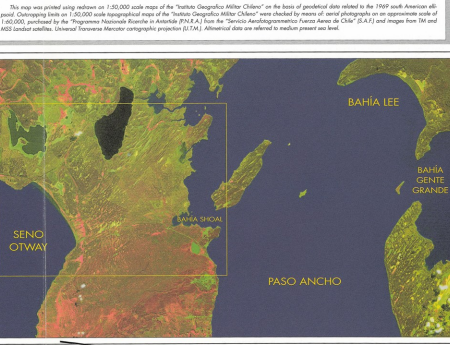 This map was printed using redrawn on 1:50,000 scale maps of the "Instituto Geografico Militar Chileno" on the basis of geodetical data related to the 1969 south American elli-
psoid. Outcropping limits on 1:50,000 scale topographical maps of the "Instituto Geografico Militar Chileno" were checked by means of: aerial photographs on an approximate scale of
1:60,000, purchased by the "Programma Nazionale Ricerche in Antartide (P.N.R.A.) from the "Servicio Aerofotogrammetrico Fuerza Aerea de Chile" (S.A.F.) and images from TM and
MSS Landsat satellites. Universal Transverse Mercator cartographic projection (U.T.M.). Altimetrical data are referred to medium present sea level.
BAHÍA LEE
BAHÍA
GENTE
GRANDE
BAHIA SHOAL
SENO
OTWAY
PASO ANCHO